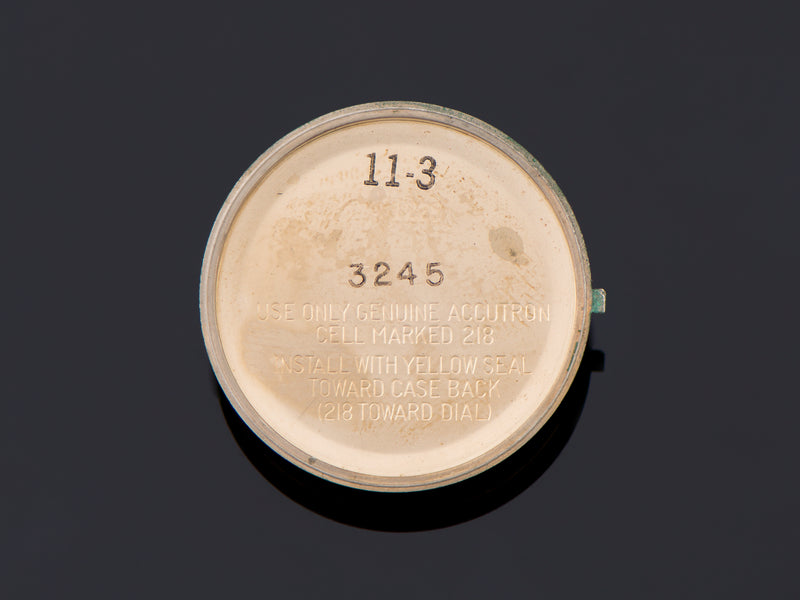 11-3
3245
USE ONLY GENUINE ACCUTRON
CELL MARKED 218
INSTALL WITH YELLOW SEAL
TOWARD CASE BACK
(218 TOWARD DIAL)